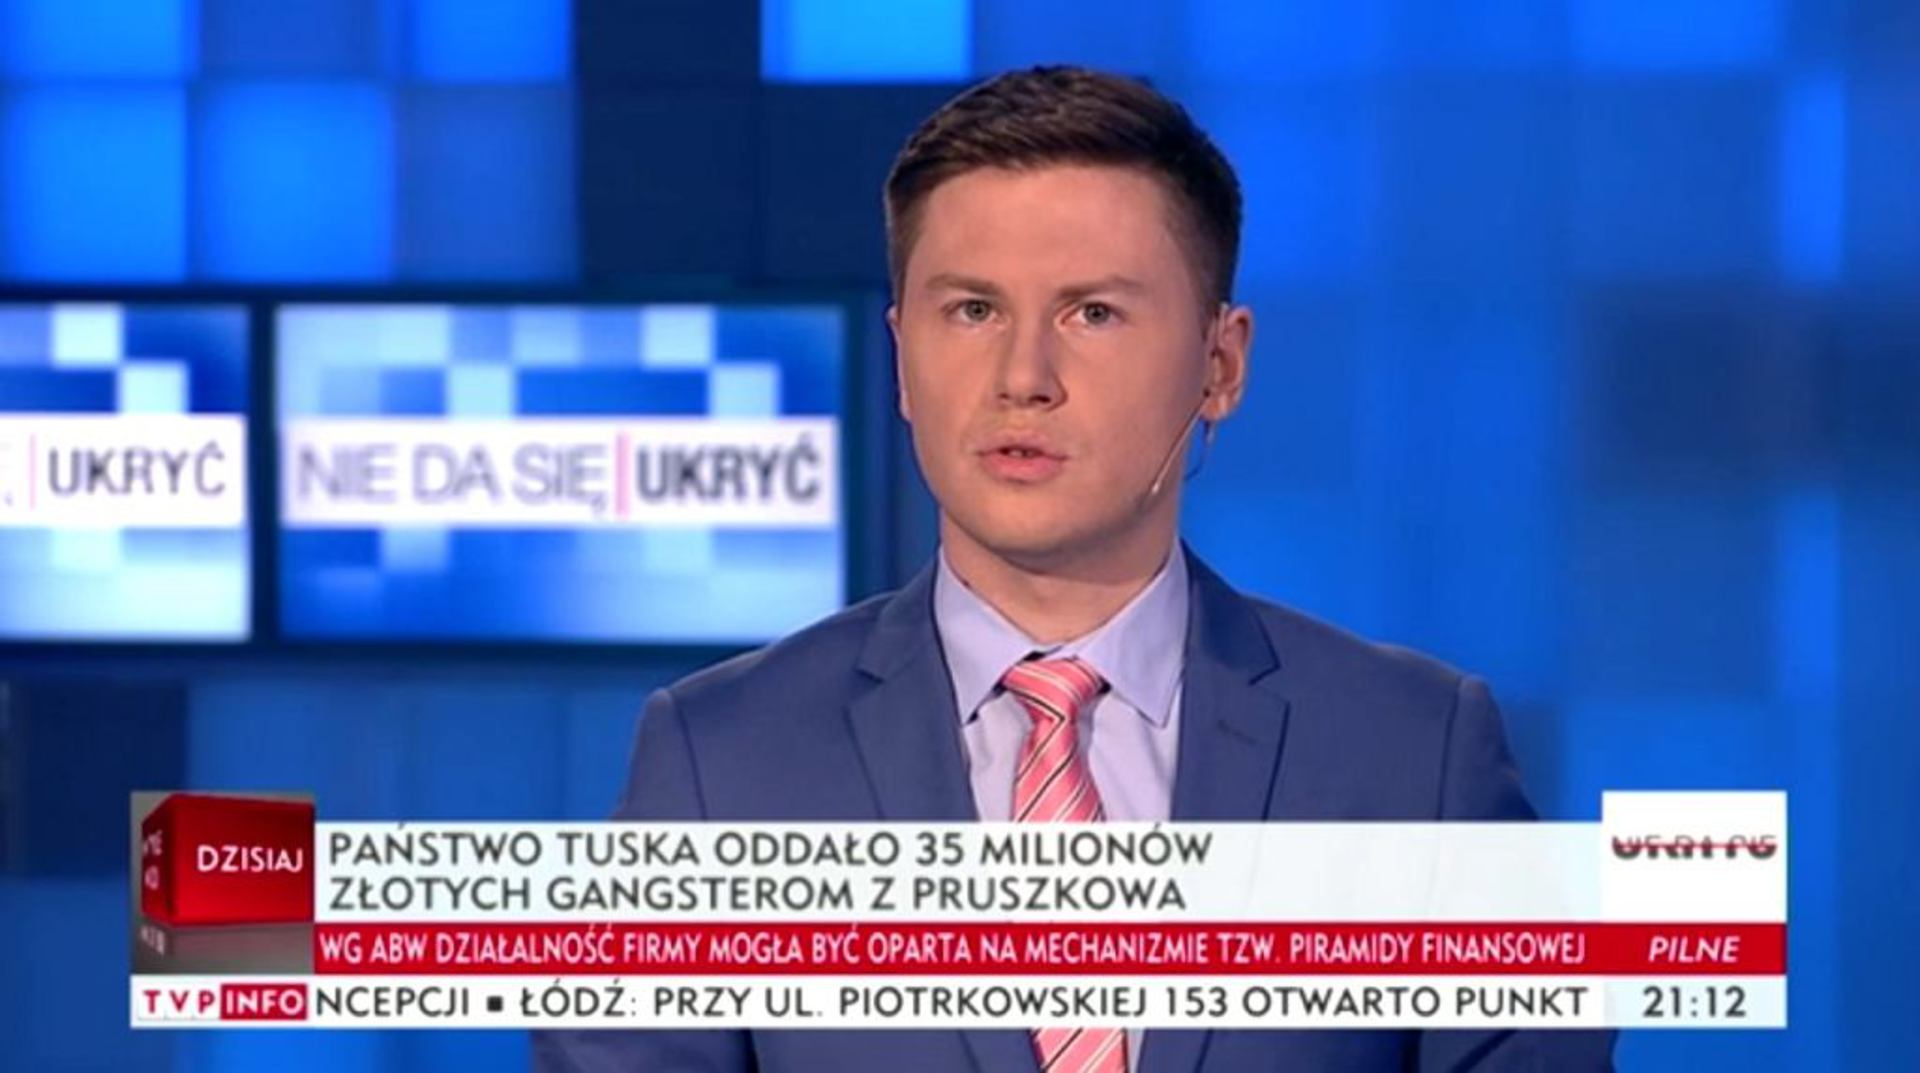 UKRYĆ
NIE DA SIĘ UKRYĆ
DZISIAJ
PAŃSTWO TUSKA ODDAŁO 35 MILIONÓW
ZŁOTYCH GANGSTEROM Z PRUSZKOWA
WG ABW DZIAŁALNOŚĆ FIRMY MOGŁA BYĆ OPARTA NA MECHANIZMIE TZW. PIRAMIDY FINANSOWEJ
PILNE
TVP INFO
NCEPCJI ▪ ŁÓDŹ: PRZY UL. PIOTRKOWSKIEJ 153 OTWARTO PUNKT
21:12